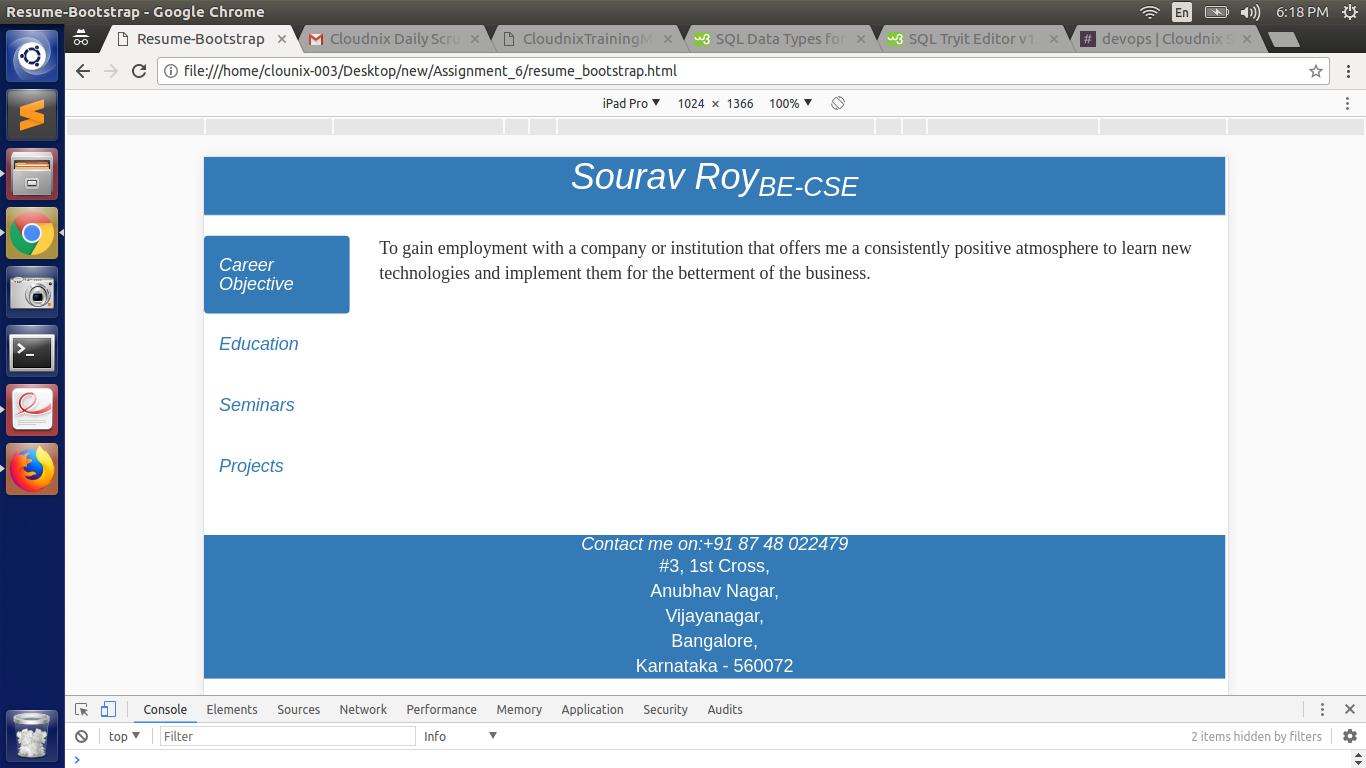 Resume-Bootstrap - Google Chrome
En
6:18 PM
Resume-Bootstrap
Cloudnix Daily Scru
CloudnixTrainingM
SQL Data Types for
SQL Tryit Editor v1.
devops | Cloudnix S
file:///home/clounix-003/Desktop/new/Assignment_6/resume_bootstrap.html
iPad Pro ▼ 1024 × 1366 100% ▼
Sourav RoyBE-CSE
Career
Objective
To gain employment with a company or institution that offers me a consistently positive atmosphere to learn new
technologies and implement them for the betterment of the business.
Education
Seminars
Projects
Contact me on:+91 87 48 022479
#3, 1st Cross,
Anubhav Nagar,
Vijayanagar,
Bangalore,
Karnataka - 560072
Console Elements Sources Network Performance Memory Application Security Audits
top ▼ Filter Info ▼ 2 items hidden by filters